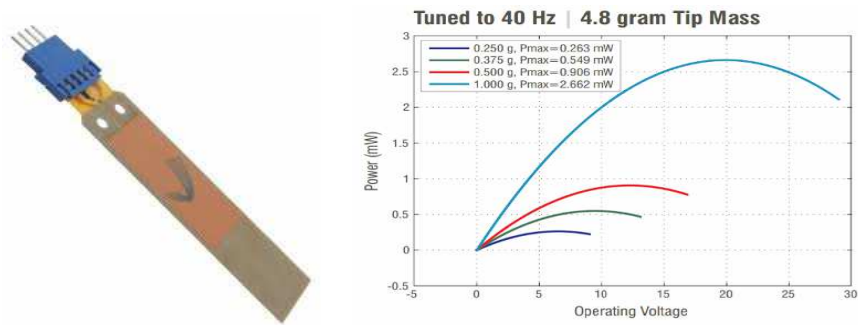 Tuned to 40 Hz | 4.8 gram Tip Mass
0.250 g, Pmax=0.263 mW
0.375 g, Pmax=0.549 mW
0.500 g, Pmax=0.906 mW
1.000 g, Pmax=2.662 mW
3
2.5
2
1.5
1
0.5
0
-0.5
Power (mW)
-5 0 5 10 15 20 25 30
Operating Voltage